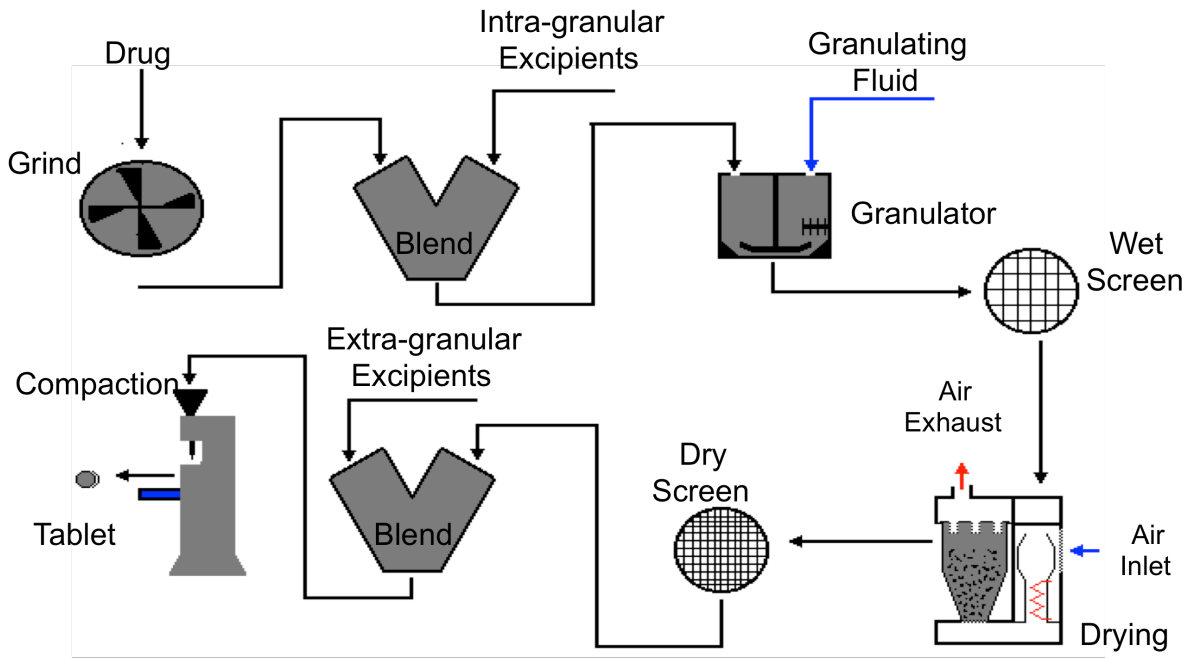 Drug
Intra-granular
Excipients
Granulating
Fluid
Grind
Blend
Granulator
Wet
Screen
Extra-granular
Excipients
Compaction
Air
Exhaust
Dry
Screen
Blend
Tablet
Air
Inlet
Drying